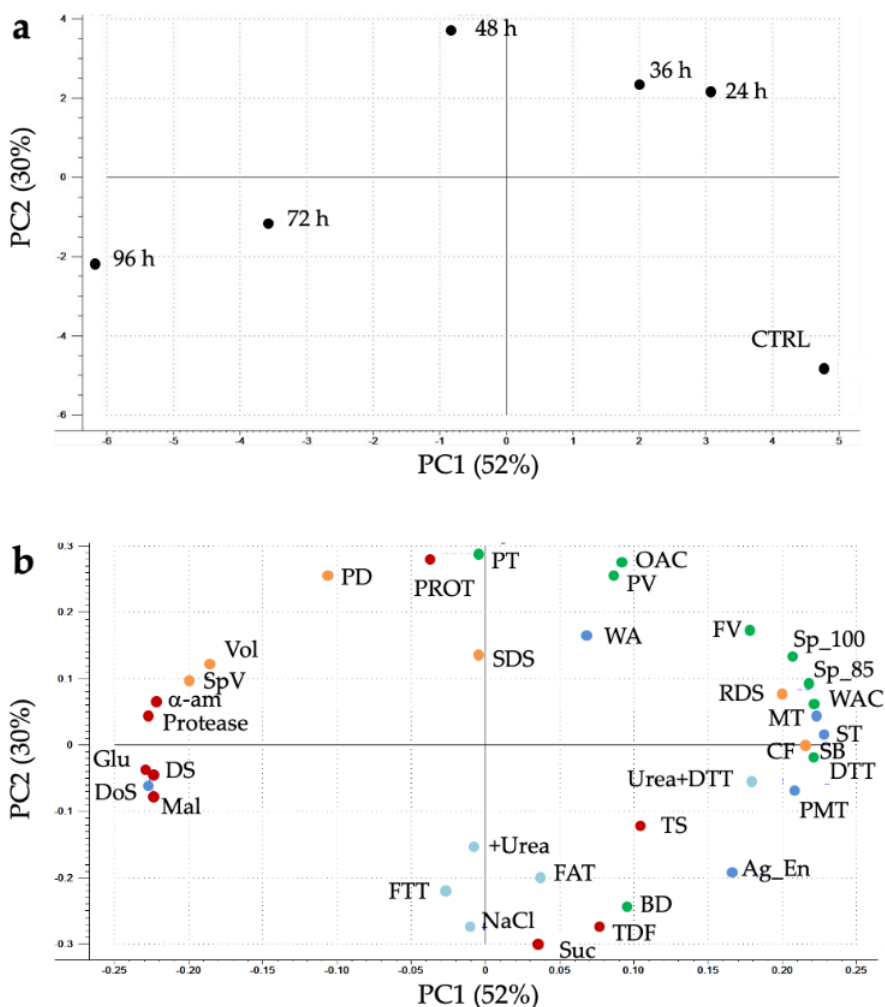 a
4
48 h
36 h
24 h
2
0
72 h
-2
96 h
-4
CTRL
-6
PC2 (30%)
-6 -5 -4 -3 -2 -1 0 1 2 3 4 5
PC1 (52%)
b
0.3
PD
PROT
PT
OAC
PV
0.2
WA
FV
Vol
SDS
Sp_100
SpV
Sp_85
0.1
α-am
RDS
WAC
Protease
MT
ST
0
Glu
DS
CF
SB
DTT
DoS
Mal
Urea+DTT
PMT
-0.1
TS
+Urea
FAT
Ag_En
-0.2
FTT
BD
NaCl
TDF
Suc
-0.3
PC2 (30%)
-0.25 -0.20 -0.15 -0.10 -0.05 0 0.05 0.10 0.15 0.20 0.25
PC1 (52%)